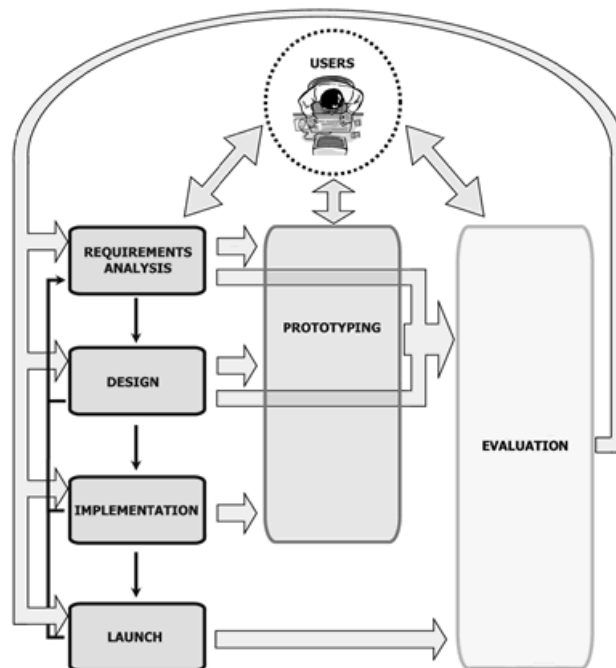 USERS
REQUIREMENTS
ANALYSIS
PROTOTYPING
DESIGN
EVALUATION
IMPLEMENTATION
LAUNCH